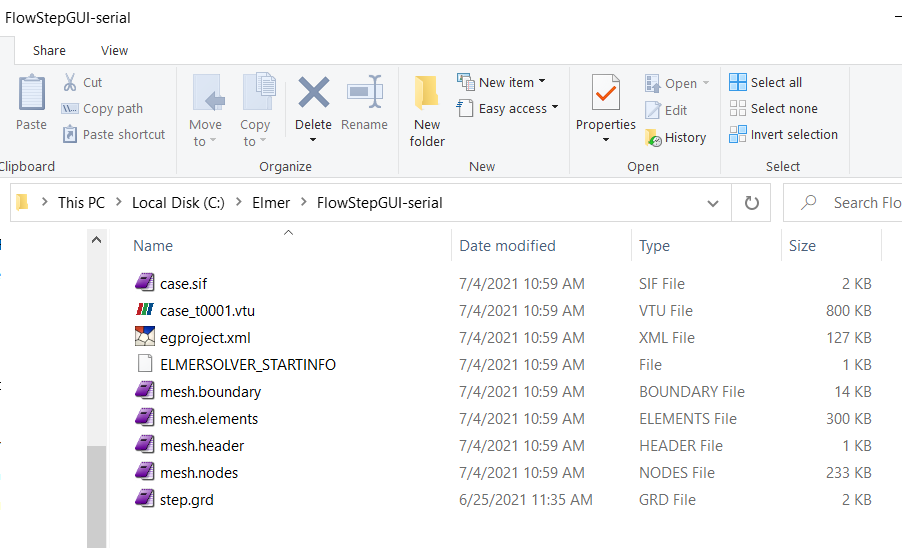 FlowStepGUI-serial
Share View
Cut
Copy path
Paste shortcut
Paste
Clipboard
Move to
Copy to
Delete
Rename
Organize
New folder
New item
Easy access
New
Properties
Open
Edit
History
Open
Select all
Select none
Invert selection
Select
This PC > Local Disk (C:) > Elmer > FlowStepGUI-serial
Search Flo
Name Date modified Type Size
case.sif 7/4/2021 10:59 AM SIF File 2 KB
case_t0001.vtu 7/4/2021 10:59 AM VTU File 800 KB
egproject.xml 7/4/2021 10:59 AM XML File 127 KB
ELMERSOLVER_STARTINFO 7/4/2021 10:59 AM File 1 KB
mesh.boundary 7/4/2021 10:59 AM BOUNDARY File 14 KB
mesh.elements 7/4/2021 10:59 AM ELEMENTS File 300 KB
mesh.header 7/4/2021 10:59 AM HEADER File 1 KB
mesh.nodes 7/4/2021 10:59 AM NODES File 233 KB
step.grd 6/25/2021 11:35 AM GRD File 2 KB